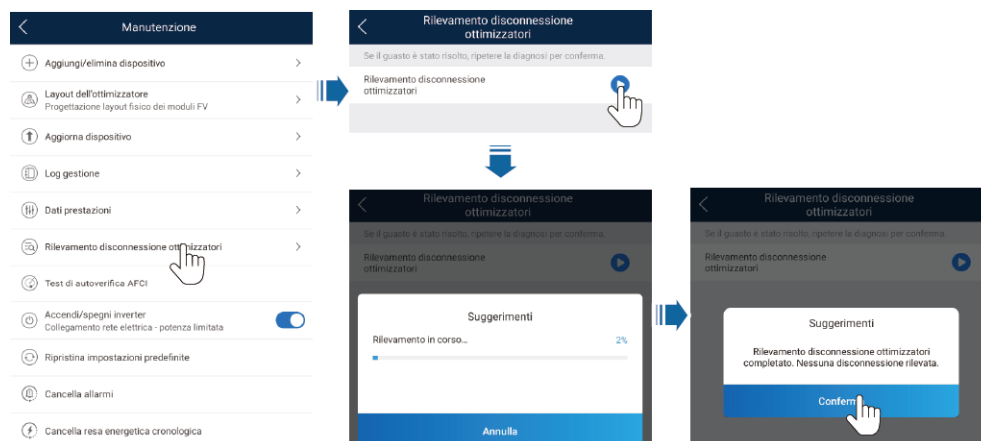 Manutenzione
Aggiungi/elimina dispositivo
Layout dell'ottimizzatore
Progettazione layout fisico dei moduli FV
Aggiorna dispositivo
Log gestione
Dati prestazioni
Rilevamento disconnessione ottimizzatori
Test di autoverifica AFCI
Accendi/spegni inverter
Collegamento rete elettrica - potenza limitata
Ripristina impostazioni predefinite
Cancella allarmi
Cancella resa energetica cronologica
Rilevamento disconnessione
ottimizzatori
Se il guasto è stato risolto, ripetere la diagnosi per conferma.
Rilevamento disconnessione
ottimizzatori
Rilevamento disconnessione
ottimizzatori
Se il guasto è stato risolto, ripetere la diagnosi per conferma.
Rilevamento disconnessione
ottimizzatori
Suggerimenti
Rilevamento in corso... 2%
Annulla
Rilevamento disconnessione
ottimizzatori
Se il guasto è stato risolto, ripetere la diagnosi per conferma.
Rilevamento disconnessione
ottimizzatori
Suggerimenti
Rilevamento disconnessione ottimizzatori
completato. Nessuna disconnessione rilevata.
Conferm